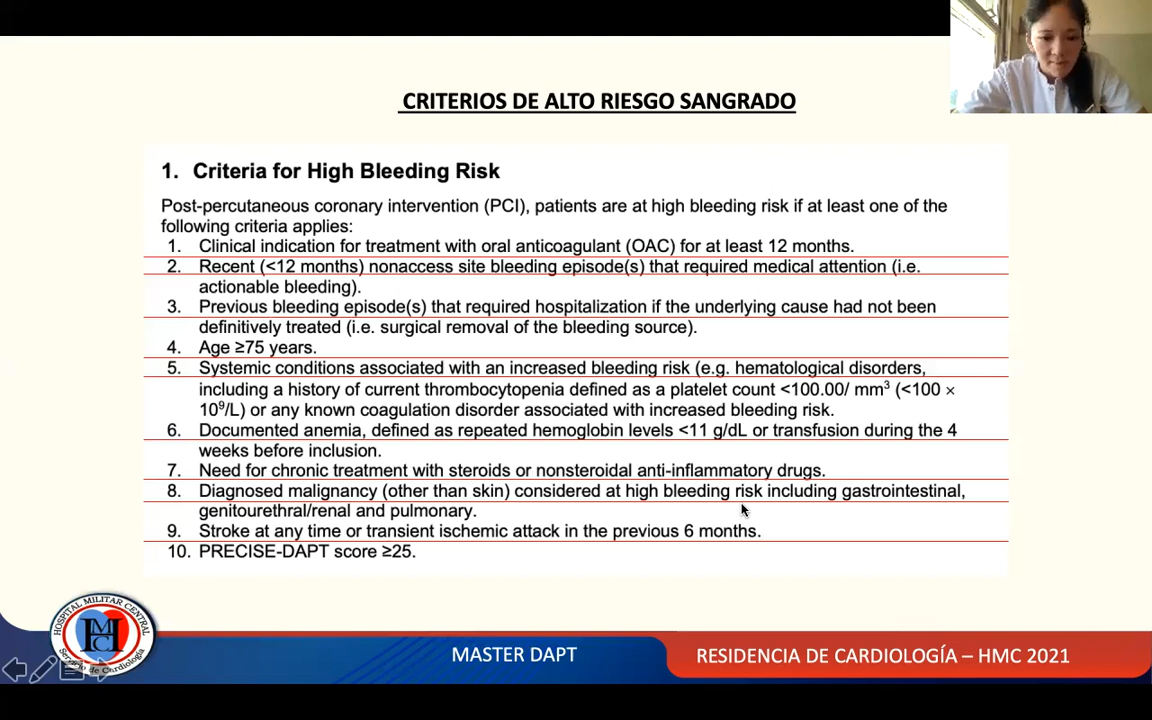 CRITERIOS DE ALTO RIESGO SANGRADO
1. Criteria for High Bleeding Risk
Post-percutaneous coronary intervention (PCI), patients are at high bleeding risk if at least one of the
following criteria applies:
1. Clinical indication for treatment with oral anticoagulant (OAC) for at least 12 months.
2. Recent (<12 months) nonaccess site bleeding episode(s) that required medical attention (i.e.
actionable bleeding).
3. Previous bleeding episode(s) that required hospitalization if the underlying cause had not been
definitively treated (i.e. surgical removal of the bleeding source).
4. Age ≥75 years.
5. Systemic conditions associated with an increased bleeding risk (e.g. hematological disorders,
including a history of current thrombocytopenia defined as a platelet count <100.00/ mm³ (<100 ×
10⁹/L) or any known coagulation disorder associated with increased bleeding risk.
6. Documented anemia, defined as repeated hemoglobin levels <11 g/dL or transfusion during the 4
weeks before inclusion.
7. Need for chronic treatment with steroids or nonsteroidal anti-inflammatory drugs.
8. Diagnosed malignancy (other than skin) considered at high bleeding risk including gastrointestinal,
genitourethral/renal and pulmonary.
9. Stroke at any time or transient ischemic attack in the previous 6 months.
10. PRECISE-DAPT score ≥25.
HOSPITAL MILITAR CENTRAL
HMC
Servicio de Cardiología
MASTER DAPT
RESIDENCIA DE CARDIOLOGÍA – HMC 2021